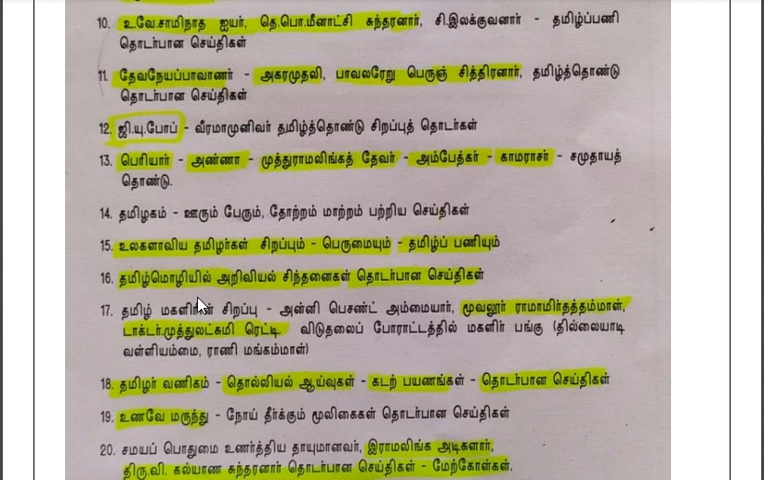 10. உ.வே.சாமிநாத ஐயர், தெ.பொ.மீனாட்சி சுந்தரனார், சி.இலக்குவனார் - தமிழ்ப்பணி
தொடர்பான செய்திகள்
11. தேவநேயப்பாவாணர் - அகரமுதலி, பாவலரேறு பெருஞ் சித்திரனார், தமிழ்த்தொண்டு
தொடர்பான செய்திகள்
12. ஜி.யு.போப் - வீரமாமுனிவர் தமிழ்த்தொண்டு சிறப்புத் தொடர்கள்
13. பெரியார் - அண்ணா - முத்துராமலிங்கத் தேவர் - அம்பேத்கர் - காமராசர் - சமுதாயத்
தொண்டு.
14. தமிழகம் - ஊரும் பேரும், தோற்றம் மாற்றம் பற்றிய செய்திகள்
15. உலகளாவிய தமிழர்கள் சிறப்பும் - பெருமையும் - தமிழ்ப் பணியும்
16. தமிழ்மொழியில் அறிவியல் சிந்தனைகள் தொடர்பான செய்திகள்
17. தமிழ் மகளிரின் சிறப்பு - அன்னி பெசண்ட் அம்மையார், மூவலூர் ராமாமிர்தத்தம்மாள்,
டாக்டர்.முத்துலட்சுமி ரெட்டி. விடுதலைப் போராட்டத்தில் மகளிர் பங்கு (தில்லையாடி
வள்ளியம்மை, ராணி மங்கம்மாள்)
18. தமிழர் வணிகம் - தொல்லியல் ஆய்வுகள் - கடற் பயணங்கள் - தொடர்பான செய்திகள்
19. உணவே மருந்து - நோய் தீர்க்கும் மூலிகைகள் தொடர்பான செய்திகள்
20. சமயப் பொதுமை உணர்த்திய தாயுமானவர், இராமலிங்க அடிகளார்,
திரு.வி. கல்யாண சுந்தரனார் தொடர்பான செய்திகள் - மேற்கோள்கள்.